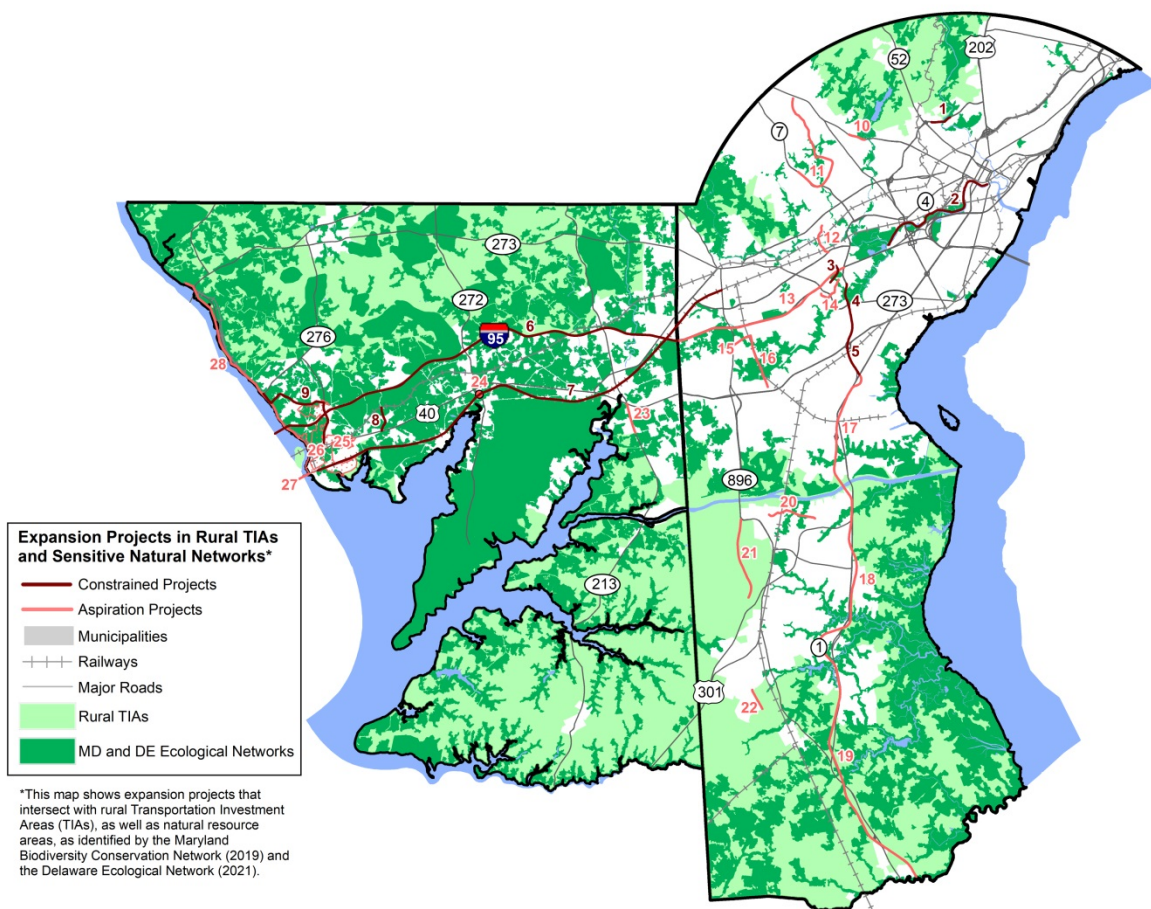 52
202
1
10
7
11
2
4
12
273
3
13
14
4
273
272
6
95
276
15
16
5
28
24
7
9
8
40
23
17
25
26
27
896
20
21
18
213
1
301
22
19
Expansion Projects in Rural TIAs
and Sensitive Natural Networks*
Constrained Projects
Aspiration Projects
Municipalities
Railways
Major Roads
Rural TIAs
MD and DE Ecological Networks
*This map shows expansion projects that
intersect with rural Transportation Investment
Areas (TIAs), as well as natural resource
areas, as identified by the Maryland
Biodiversity Conservation Network (2019) and
the Delaware Ecological Network (2021).